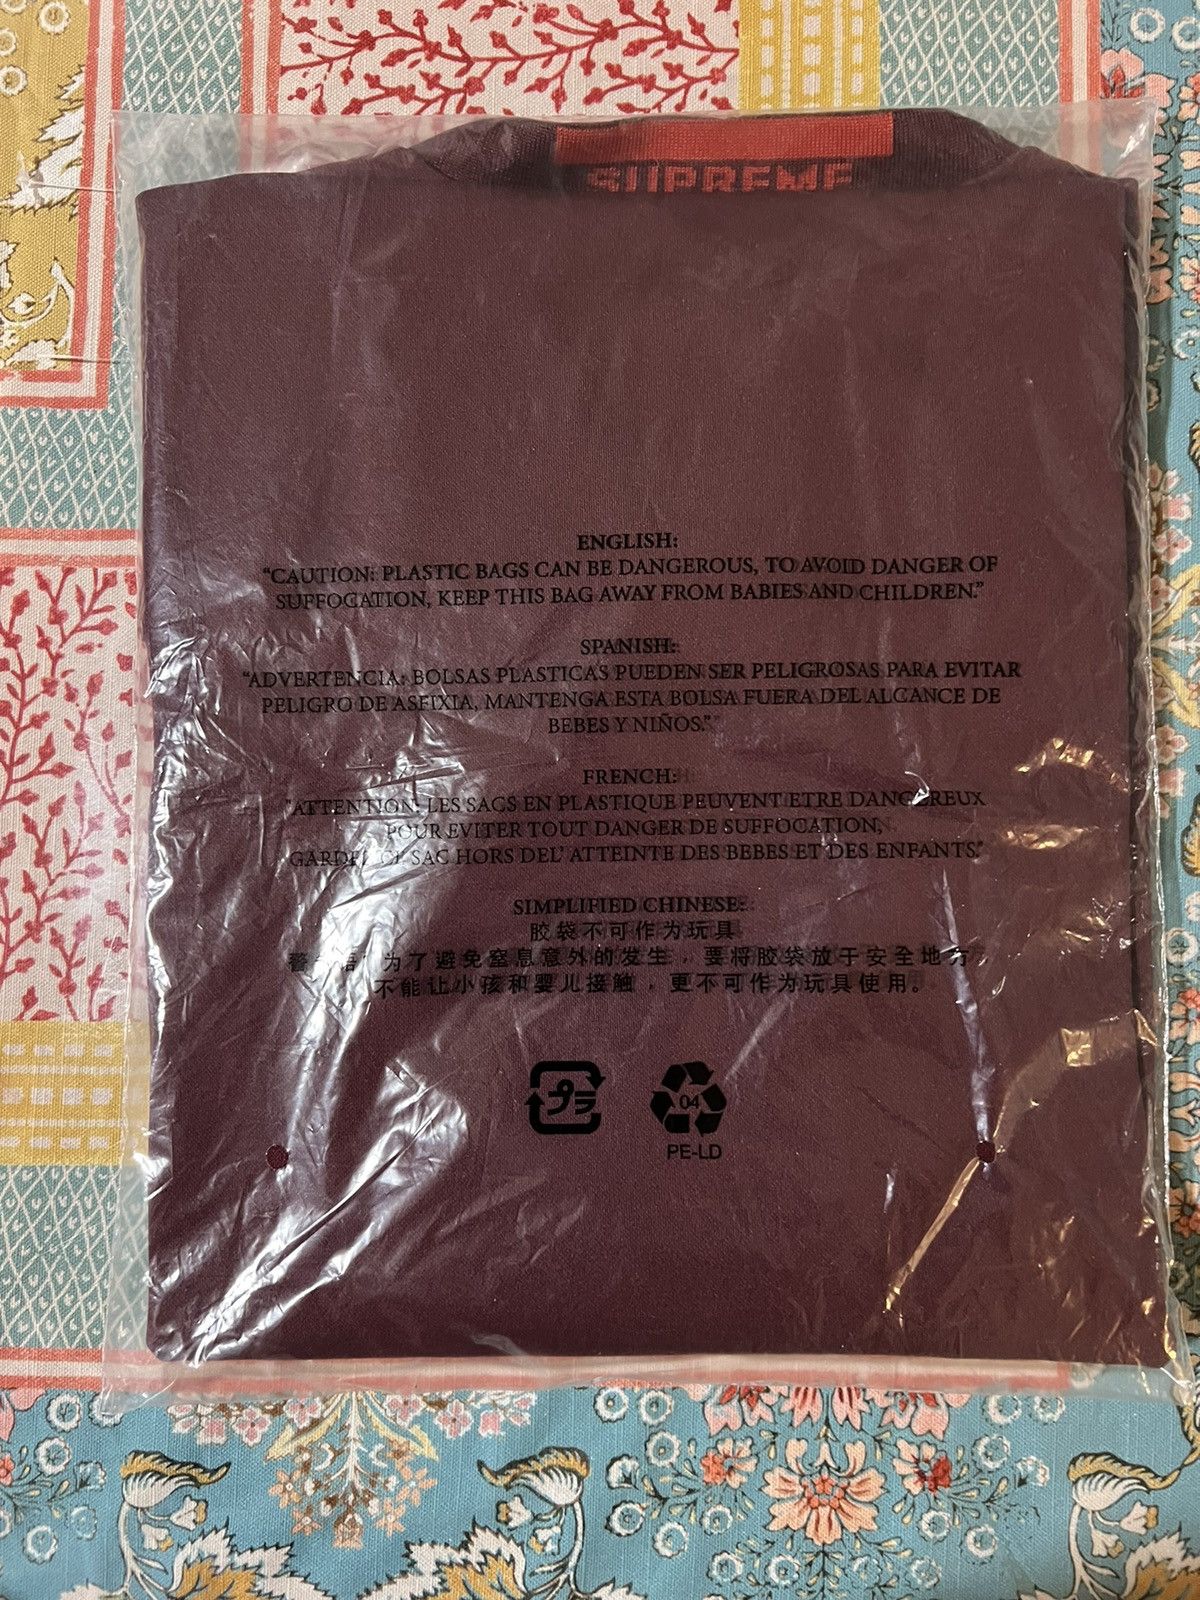 SUPREME
ENGLISH:
"CAUTION: PLASTIC BAGS CAN BE DANGEROUS, TO AVOID DANGER OF
SUFFOCATION, KEEP THIS BAG AWAY FROM BABIES AND CHILDREN."
SPANISH:
"ADVERTENCIA: BOLSAS PLASTICAS PUEDEN SER PELIGROSAS PARA EVITAR
PELIGRO DE ASFIXIA, MANTENGA ESTA BOLSA FUERA DEL ALCANCE DE
BEBES Y NIÑOS."
FRENCH:
"ATTENTION: LES SAGS EN PLASTIQUE PEUVENT ETRE DANGEREUX
POUR EVITER TOUT DANGER DE SUFFOCATION,
SAC HORS DEL' ATTEINTE DES BEBES ET DES ENFANTS."
SIMPLIFIED CHINESE:
胶袋不可作为玩具
为了避免窒息意外的发生，要将胶袋放于安全地方
不能让小孩和婴儿接触，更不可作为玩具使用。
プラ 04
PE-LD